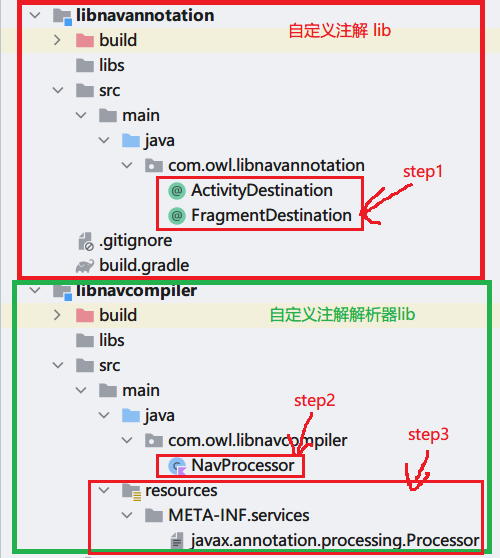 libnavannotation
自定义注解 lib
build
libs
src
main
java
com.owl.libnavannotation
step1
ActivityDestination
FragmentDestination
.gitignore
build.gradle
libnavcompiler
build
自定义注解解析器lib
libs
src
main
java
step2
step3
com.owl.libnavcompiler
NavProcessor
resources
META-INF.services
javax.annotation.processing.Processor